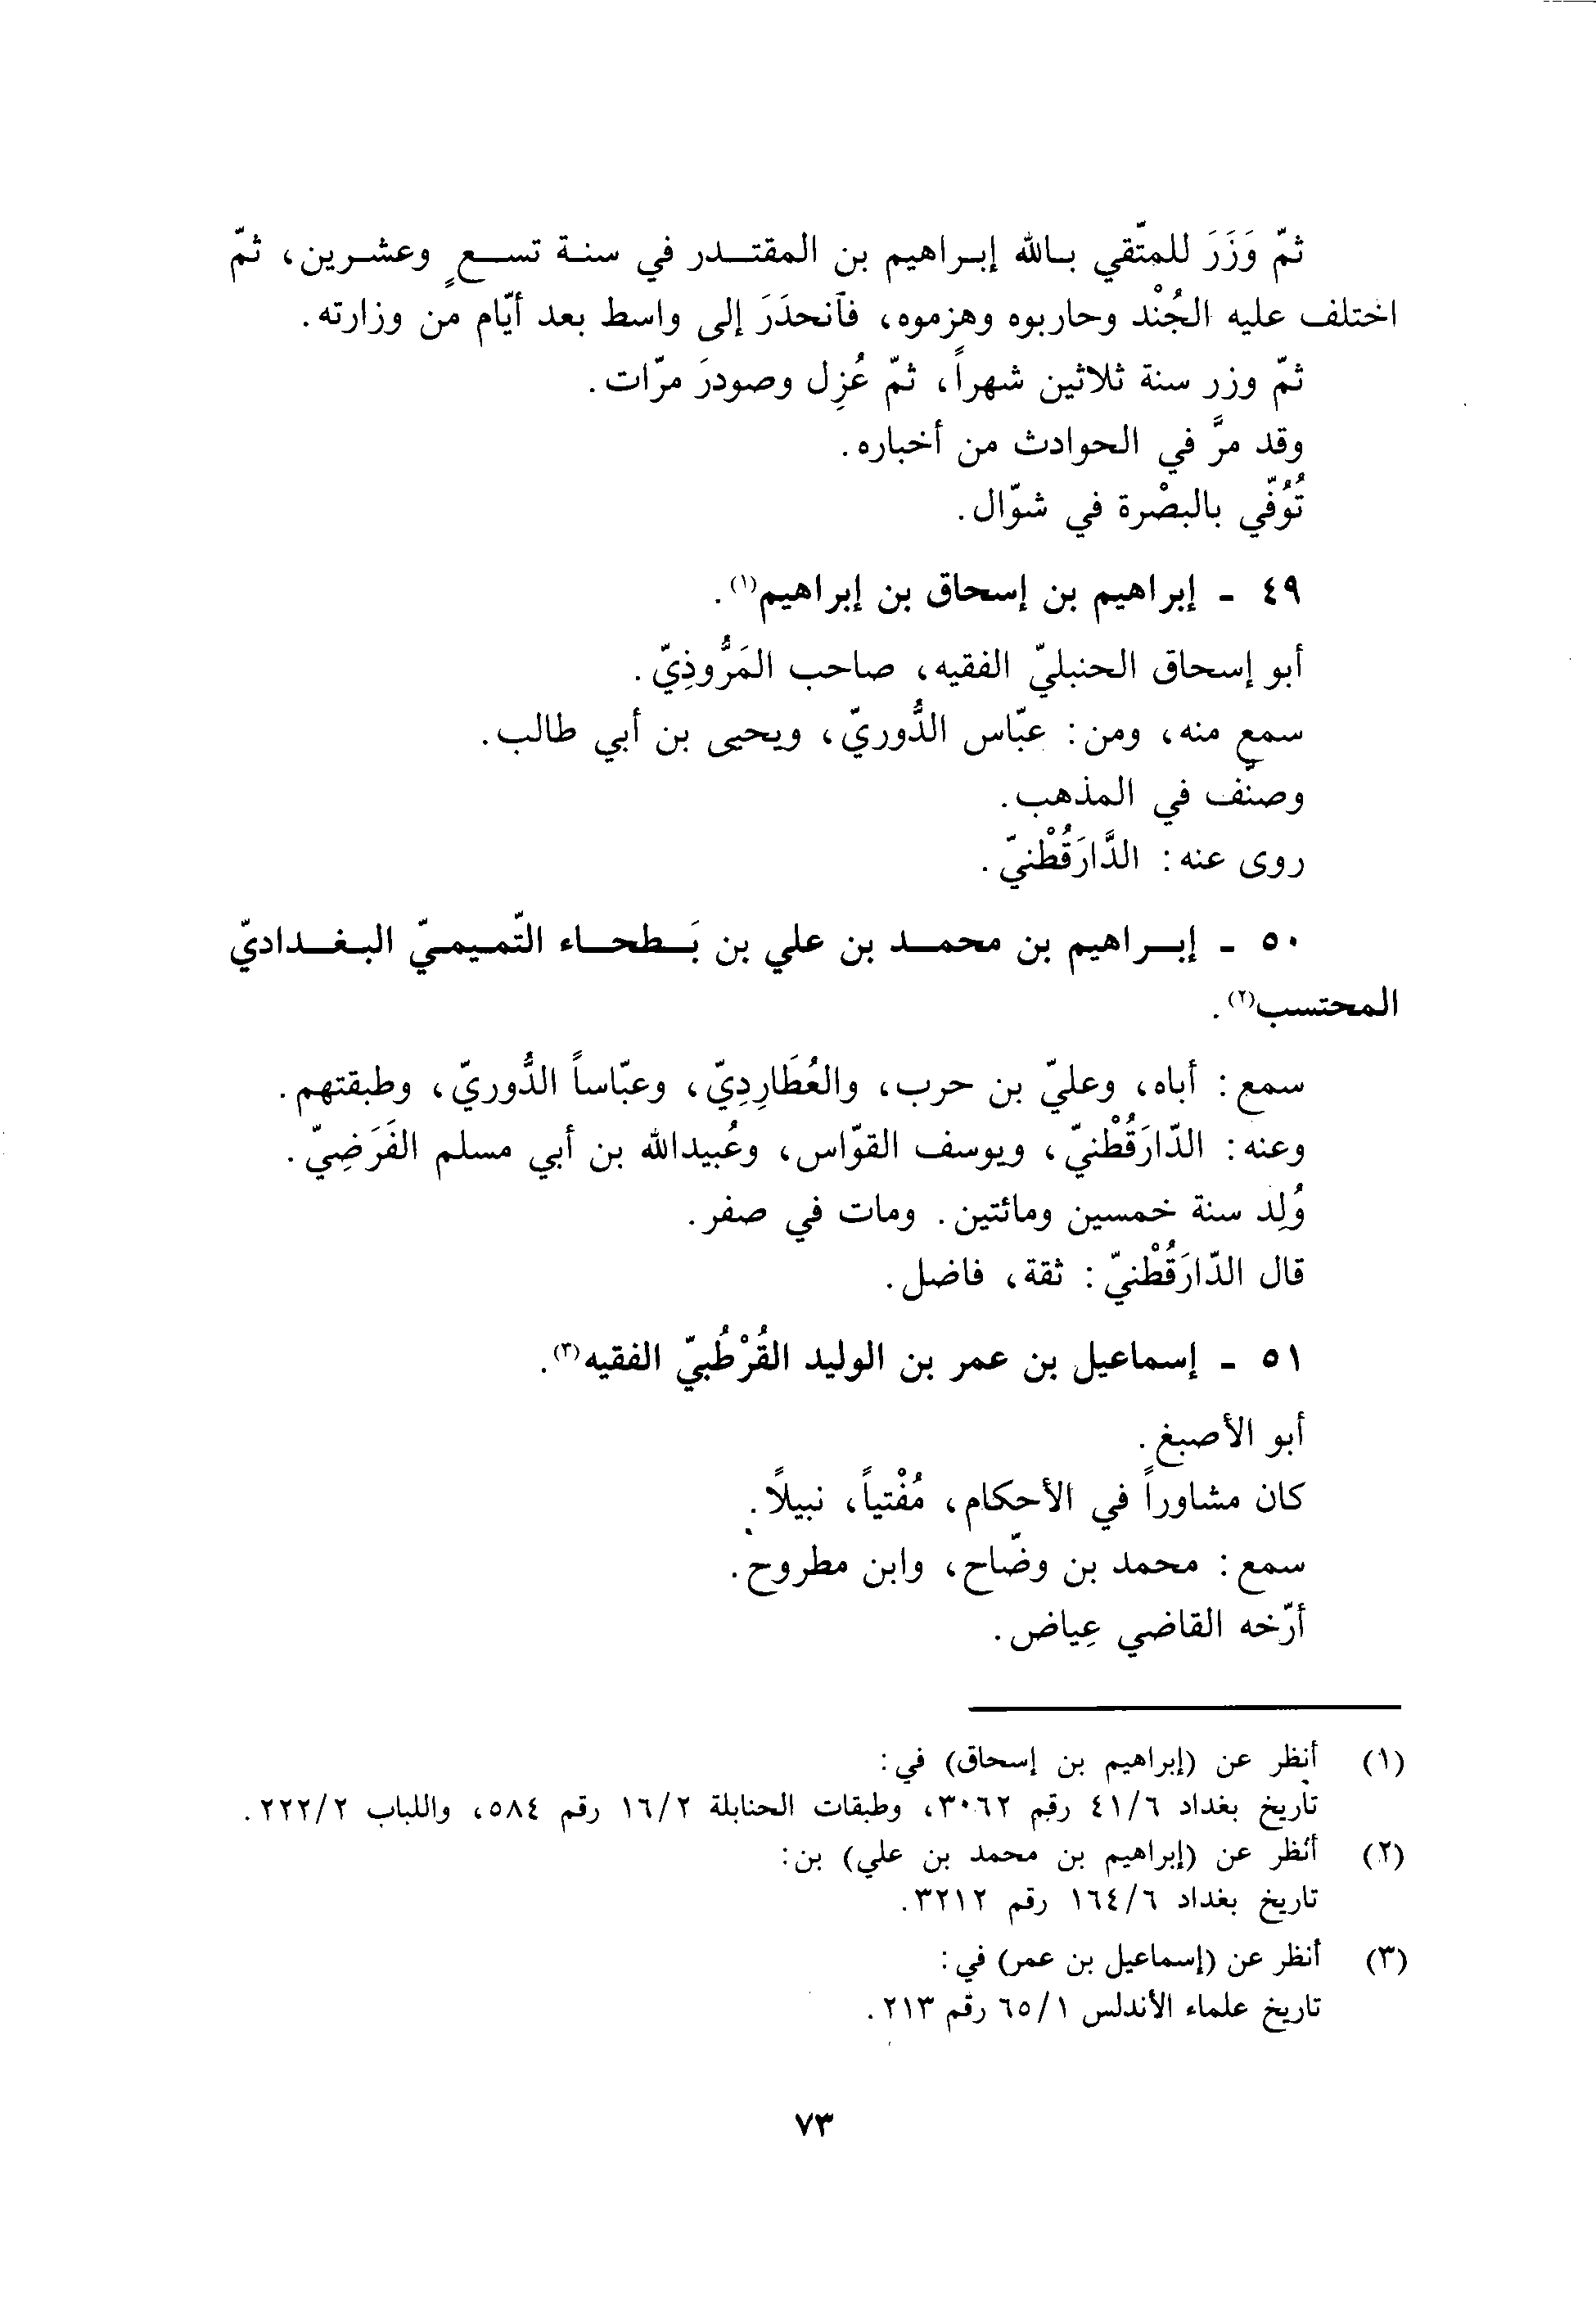 ثمّ وَزَرَ للمتّقي بالله إبراهيم بن المقتدر في سنة تسعٍ وعشرين، ثمّ
اختلف عليه الجُنْد وحاربوه وهزموه، فآنحدَرَ إلى واسط بعد أيّام من وزارته.
ثمّ وزر سنة ثلاثين شهراً، ثمّ عُزِل وصودرَ مرّات.
وقد مرَّ في الحوادث من أخباره.
تُوُفّي بالبصْرة في شوّال.
٤٩ - إبراهيم بن إسحاق بن إبراهيم(١).
أبو إسحاق الحنبليّ الفقيه، صاحب المَرُّوذِيّ.
سمع منه، ومن: عبّاس الدُّوريّ، ويحيى بن أبي طالب.
وصنّف في المذهب.
روى عنه: الدَّارَقُطْنيّ.
٥٠ - إبراهيم بن محمد بن علي بن بَطحاء التّميميّ البغداديّ
المحتسب(٢).
سمع: أباه، وعليّ بن حرب، والعُطَارِدِيّ، وعبّاساً الدُّوريّ، وطبقتهم.
وعنه: الدّارَقُطْنيّ، ويوسف القوّاس، وعُبيدالله بن أبي مسلم الفَرَضِيّ.
وُلِد سنة خمسين ومائتين. ومات في صفر.
قال الدّارَقُطْنيّ: ثقة، فاضل.
٥١ - إسماعيل بن عمر بن الوليد القُرْطُبيّ الفقيه(٣).
أبو الأصبغ.
كان مشاوراً في الأحكام، مُفْتياً، نبيلاً.
سمع: محمد بن وضّاح، وابن مطروح.
أرّخه القاضي عِياض.
(١) أنظر عن (إبراهيم بن إسحاق) في:
تاريخ بغداد ٤١/٦ رقم ٣٠٦٢، وطبقات الحنابلة ١٦/٢ رقم ٥٨٤، واللباب ٢٢٢/٢.
(٢) أنظر عن (إبراهيم بن محمد بن علي) بن:
تاريخ بغداد ١٦٤/٦ رقم ٣٢١٢.
(٣) أنظر عن (إسماعيل بن عمر) في:
تاريخ علماء الأندلس ٦٥/١ رقم ٢١٣.
٧٣